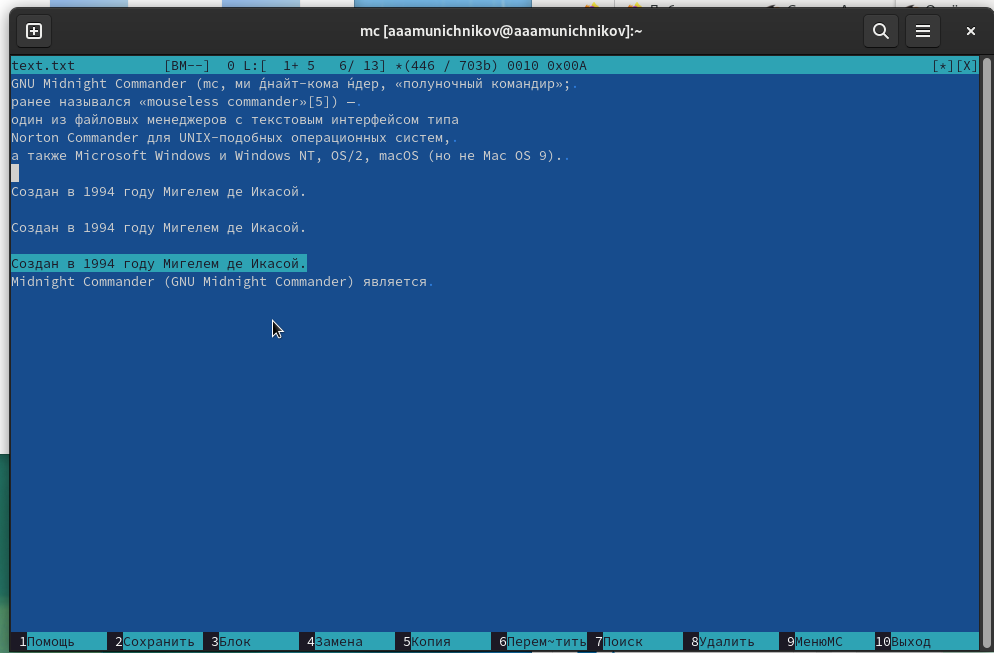 mc [aaamunichnikov@aaamunichnikov]:~
text.txt [BM--] 0 L:[ 1+ 5 6/ 13] *(446 / 703b) 0010 0x00A [*][X]
GNU Midnight Commander (mc, ми ́днайт-кома ́ндер, «полуночный командир»;.
ранее назывался «mouseless commander»[5]) —.
один из файловых менеджеров с текстовым интерфейсом типа
Norton Commander для UNIX-подобных операционных систем,.
а также Microsoft Windows и Windows NT, OS/2, macOS (но не Mac OS 9)..
Создан в 1994 году Мигелем де Икасой.
Создан в 1994 году Мигелем де Икасой.
Создан в 1994 году Мигелем де Икасой.
Midnight Commander (GNU Midnight Commander) является.
1Помощь 2Сохранить 3Блок 4Замена 5Копия 6Перем~тить 7Поиск 8Удалить 9МенюMC 10Выход